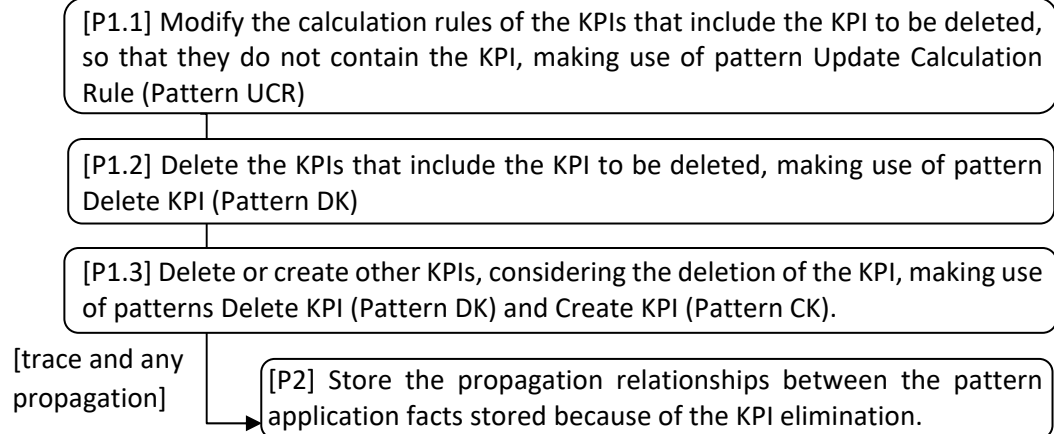 [P1.1] Modify the calculation rules of the KPIs that include the KPI to be deleted,
so that they do not contain the KPI, making use of pattern Update Calculation
Rule (Pattern UCR)
[P1.2] Delete the KPIs that include the KPI to be deleted, making use of pattern
Delete KPI (Pattern DK)
[P1.3] Delete or create other KPIs, considering the deletion of the KPI, making use
of patterns Delete KPI (Pattern DK) and Create KPI (Pattern CK).
[trace and any
propagation]
[P2] Store the propagation relationships between the pattern
application facts stored because of the KPI elimination.